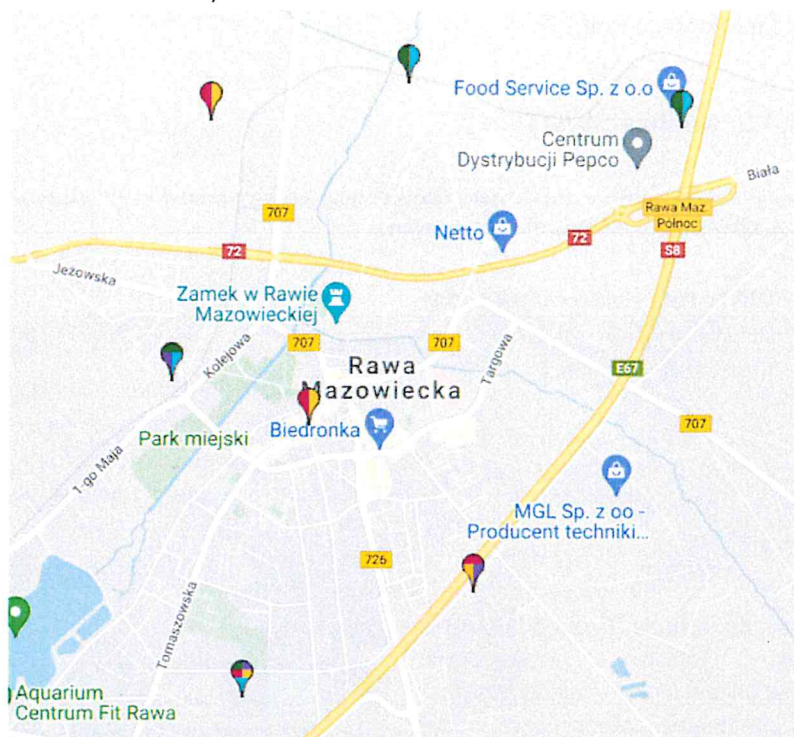 Food Service Sp. z o.o
Centrum
Dystrybucji Pepco
Biała
Rawa Maz.
Północ
707
Netto
72
72
S8
Jeżowska
Zamek w Rawie
Mazowieckiej
Kolejowa
707
707
Targowa
Rawa
Mazowiecka
E67
Park miejski
Biedronka
707
1-go Maja
MGL Sp. z oo -
Producent techniki...
726
Tomaszowska
Aquarium
Centrum Fit Rawa